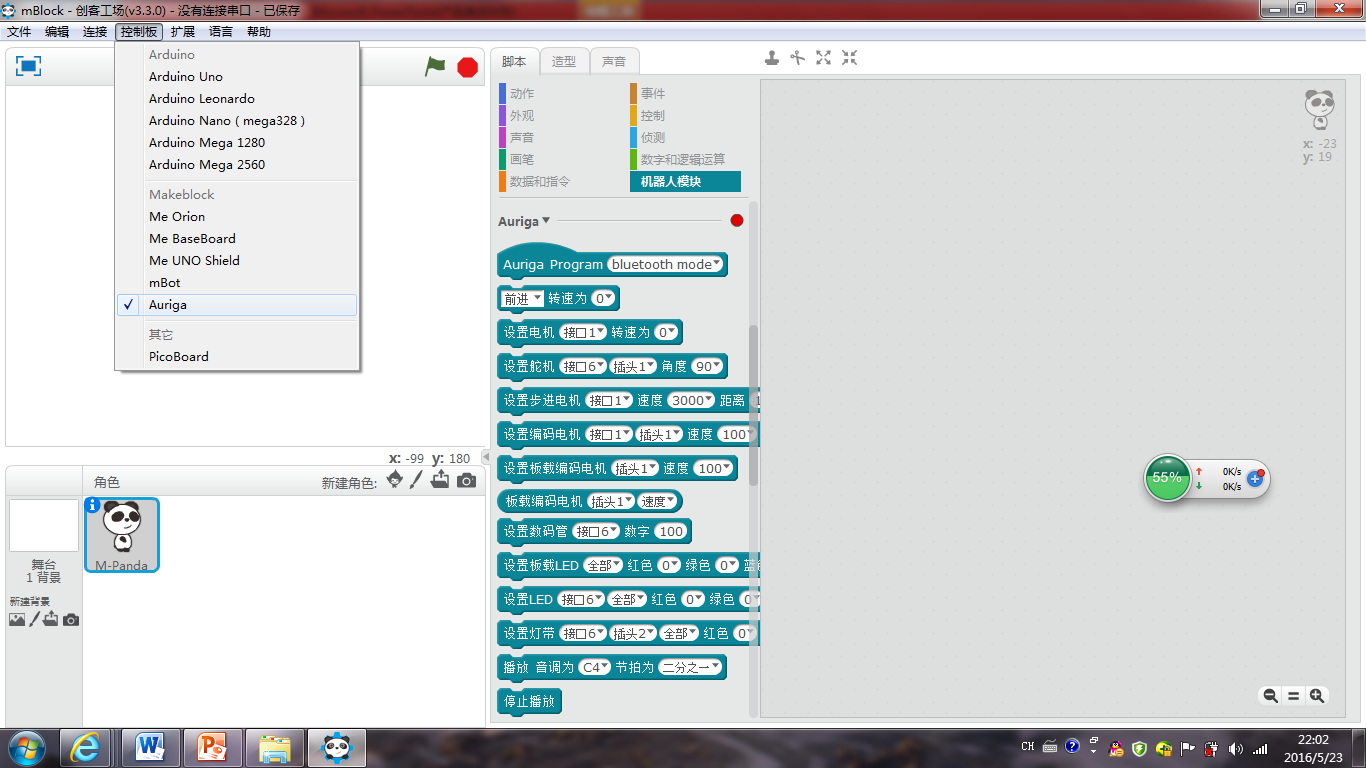 mBlock - 创客工场(v3.3.0) - 没有连接串口 - 已保存
文件 编辑 连接 控制板 扩展 语言 帮助
Arduino
Arduino Uno
Arduino Leonardo
Arduino Nano ( mega328 )
Arduino Mega 1280
Arduino Mega 2560
Makeblock
Me Orion
Me BaseBoard
Me UNO Shield
mBot
Auriga
其它
PicoBoard
x: -99 y: 180
角色
新建角色:
M-Panda
舞台
1 背景
新建背景
脚本 造型 声音
动作 事件
外观 控制
声音 侦测
画笔 数字和逻辑运算
数据和指令 机器人模块
Auriga
Auriga Program bluetooth mode
前进 转速为 0
设置电机 接口1 转速为 0
设置舵机 接口6 插头1 角度 90
设置步进电机 接口1 速度 3000 距离 1
设置编码电机 接口1 插头1 速度 100
设置板载编码电机 插头1 速度 100
板载编码电机 插头1 速度
设置数码管 接口6 数字 100
设置板载LED 全部 红色 0 绿色 0
设置LED 接口6 全部 红色 0 绿色 0
设置灯带 接口6 插头2 全部 红色 0
播放 音调为 C4 节拍为 二分之一
停止播放
x: -23
y: 19
55% 0K/s
0K/s
CH
22:02
2016/5/23